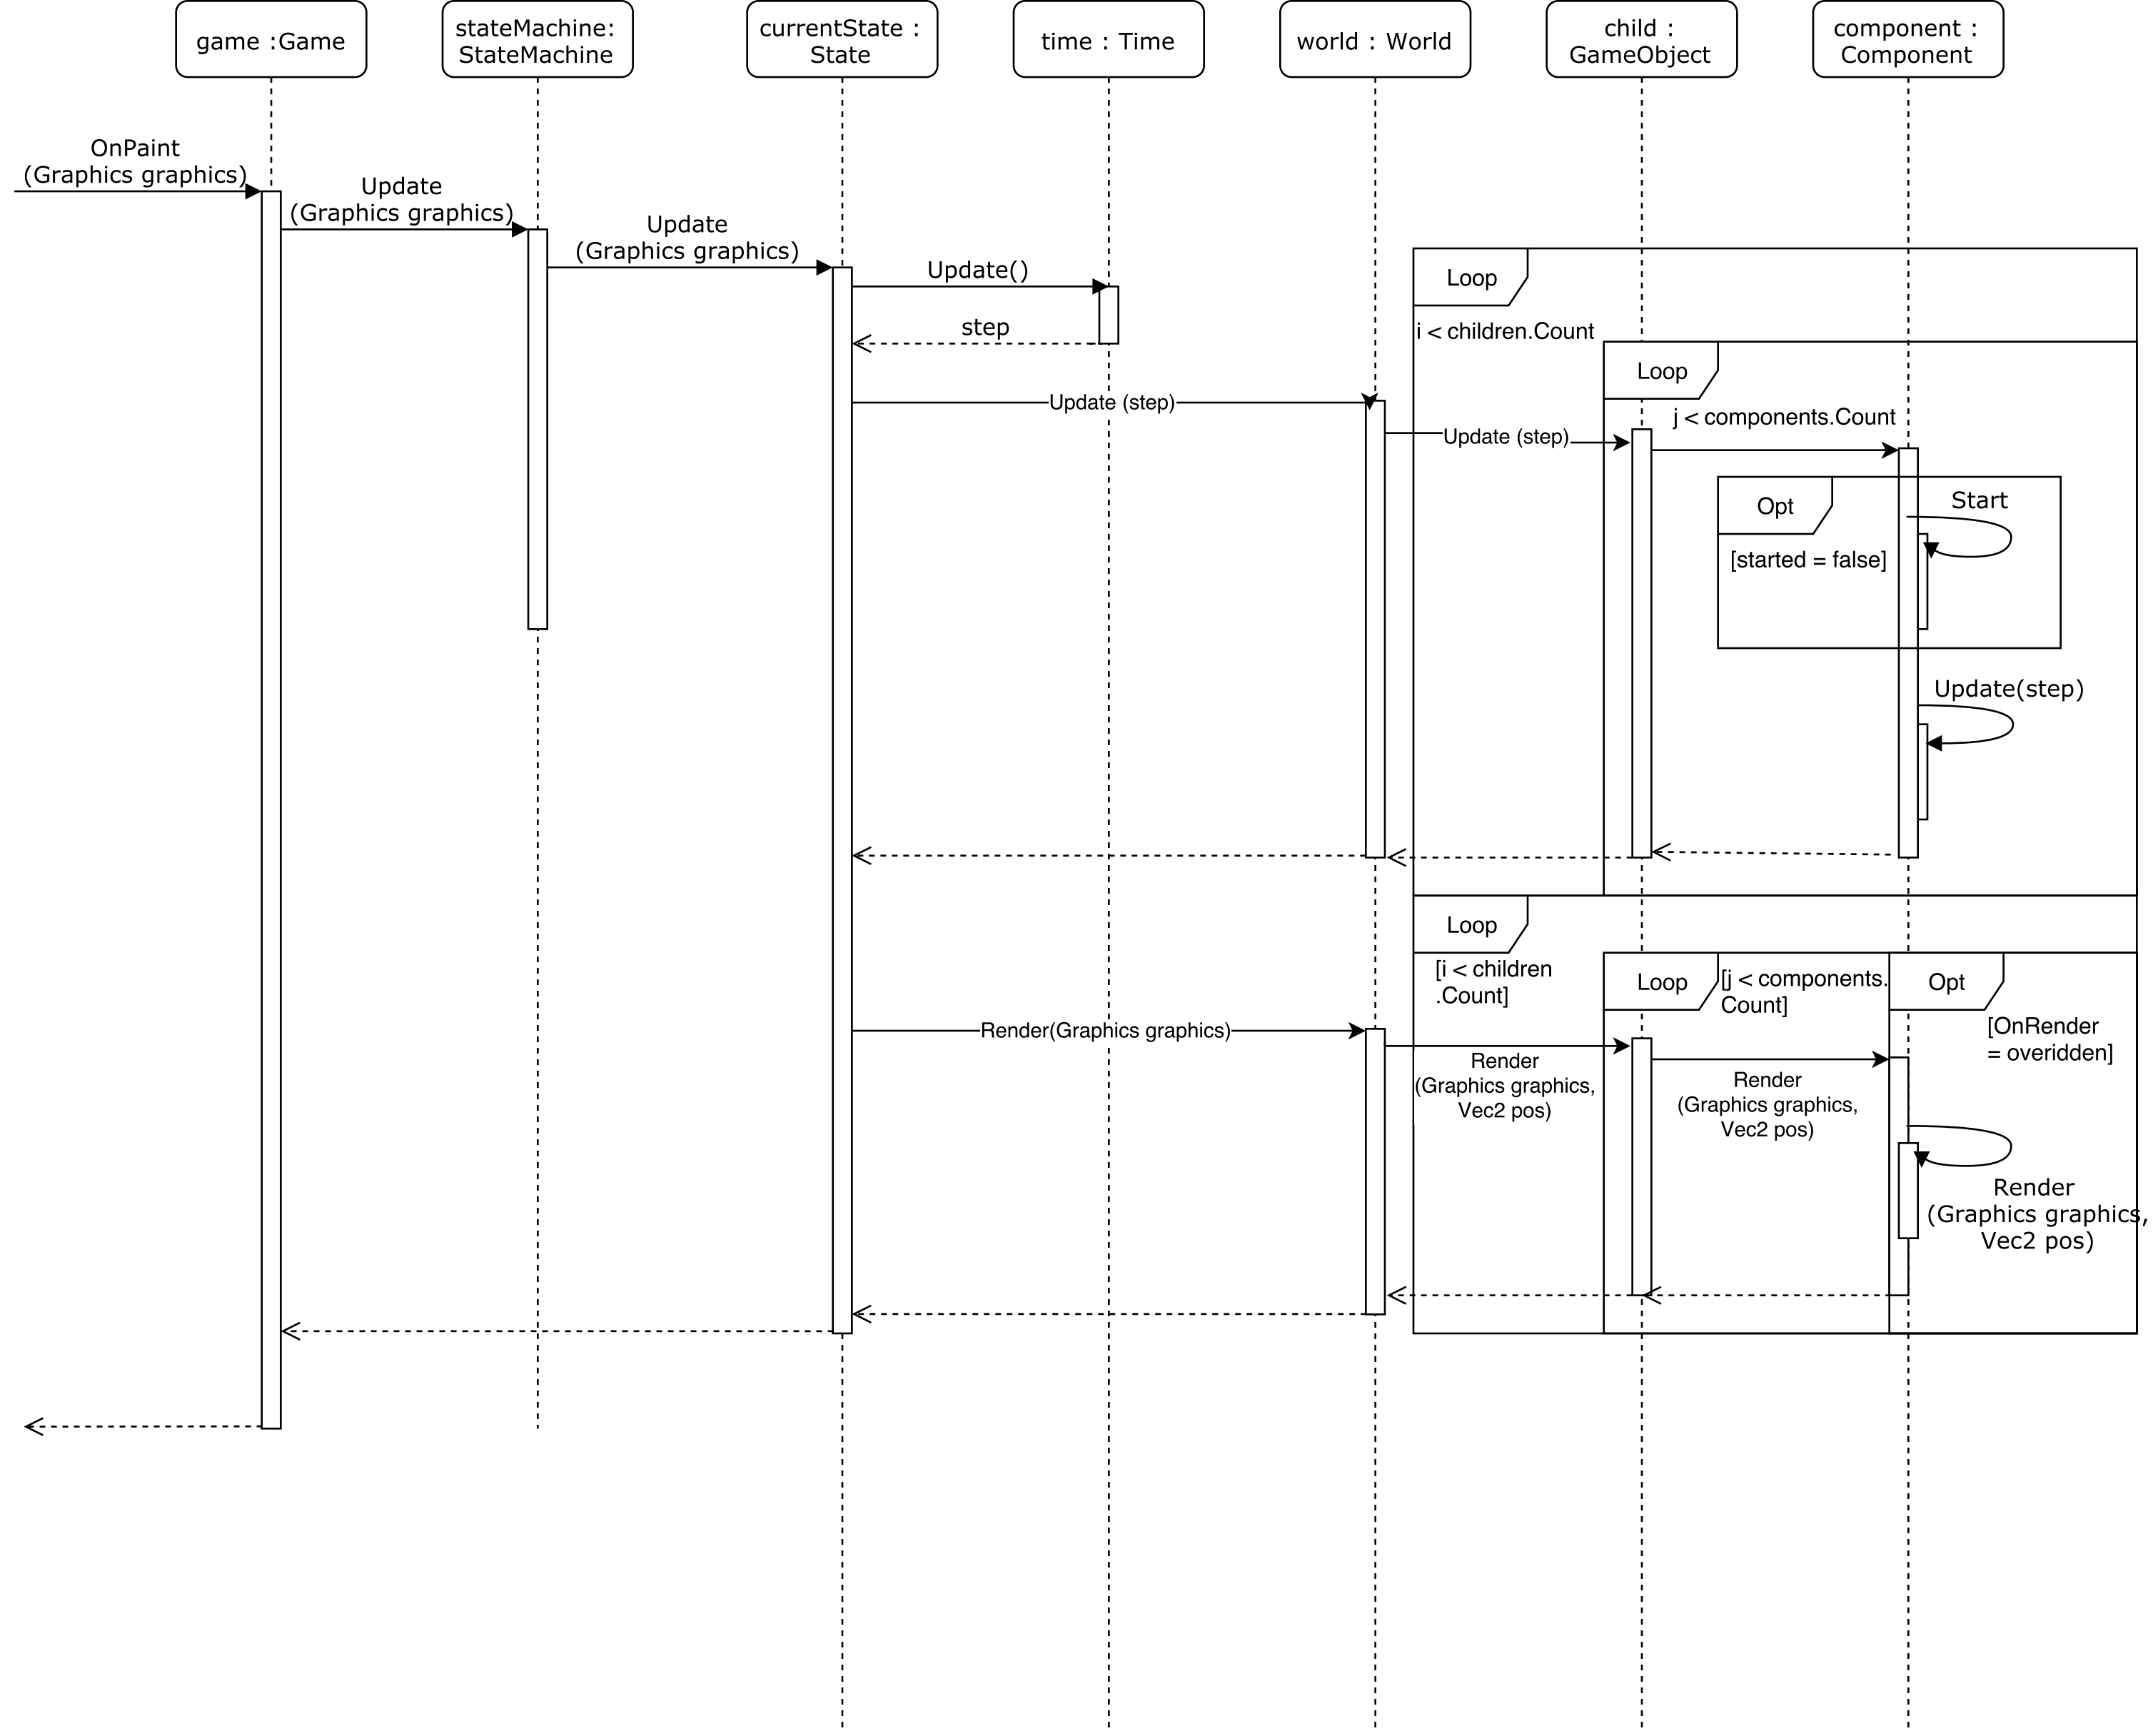 game :Game
stateMachine:
StateMachine
currentState :
State
time : Time
world : World
child :
GameObject
component :
Component
OnPaint
(Graphics graphics)
Update
(Graphics graphics)
Update
(Graphics graphics)
Update()
step
Loop
i < children.Count
Loop
j < components.Count
Update (step)
Update (step)
Opt
Start
[started = false]
Update(step)
Loop
[i < children
.Count]
Loop
[j < components.
Count]
Opt
[OnRender
= overidden]
Render(Graphics graphics)
Render
(Graphics graphics,
Vec2 pos)
Render
(Graphics graphics,
Vec2 pos)
Render
(Graphics graphics,
Vec2 pos)